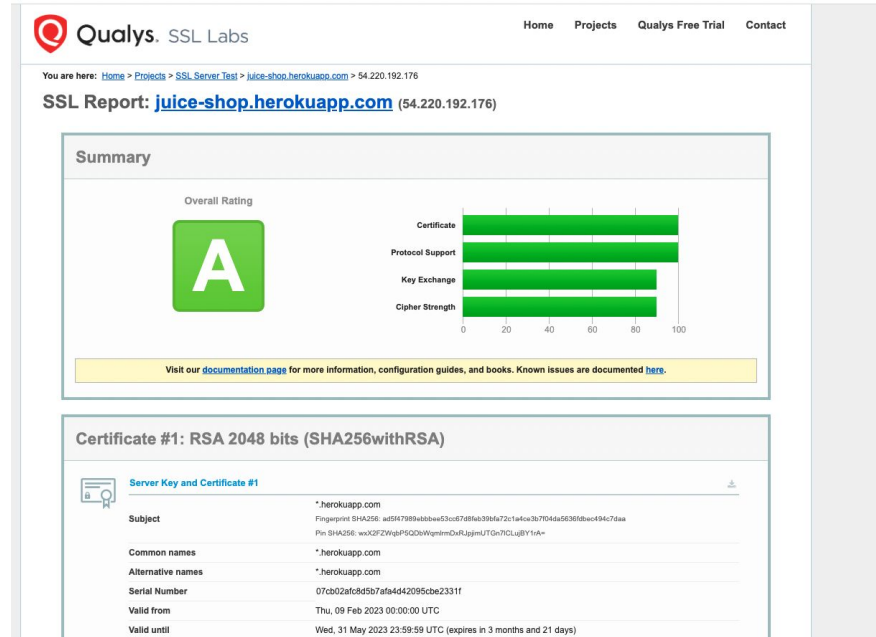 Qualys. SSL Labs
Home Projects Qualys Free Trial Contact
You are here: Home > Projects > SSL Server Test > juice-shop.herokuapp.com > 54.220.192.176
SSL Report: juice-shop.herokuapp.com (54.220.192.176)
Summary
Overall Rating
A
Certificate
Protocol Support
Key Exchange
Cipher Strength
0 20 40 60 80 100
Visit our documentation page for more information, configuration guides, and books. Known issues are documented here.
Certificate #1: RSA 2048 bits (SHA256withRSA)
Server Key and Certificate #1
Subject
*.herokuapp.com
Fingerprint SHA256: ad5f47989ebbbee53cc67d8feb39bfa72c1a4ce3b7f04da5636fdbec494c7daa
Pin SHA256: wxX2FZWqbP5QDbWqmIrmDxRJpjimUTGn7lCLujBY1rA=
Common names *.herokuapp.com
Alternative names *.herokuapp.com
Serial Number 07cb02afc8d5b7afa4d42095cbe2331f
Valid from Thu, 09 Feb 2023 00:00:00 UTC
Valid until Wed, 31 May 2023 23:59:59 UTC (expires in 3 months and 21 days)